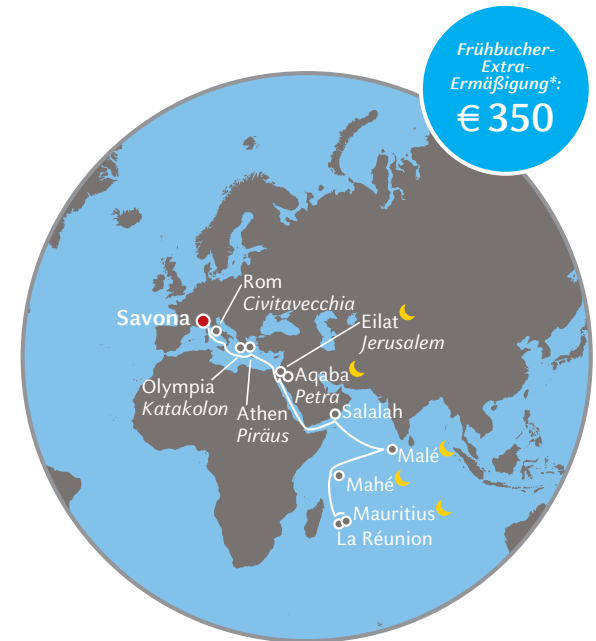 Frühbucher-
Extra-
Ermäßigung*:
€ 350
Rom
Civitavecchia
Savona
Eilat
Jerusalem
Olympia
Katakolon
Athen
Piräus
Aqaba
Petra
Salalah
Malé
Mahé
Mauritius
La Réunion